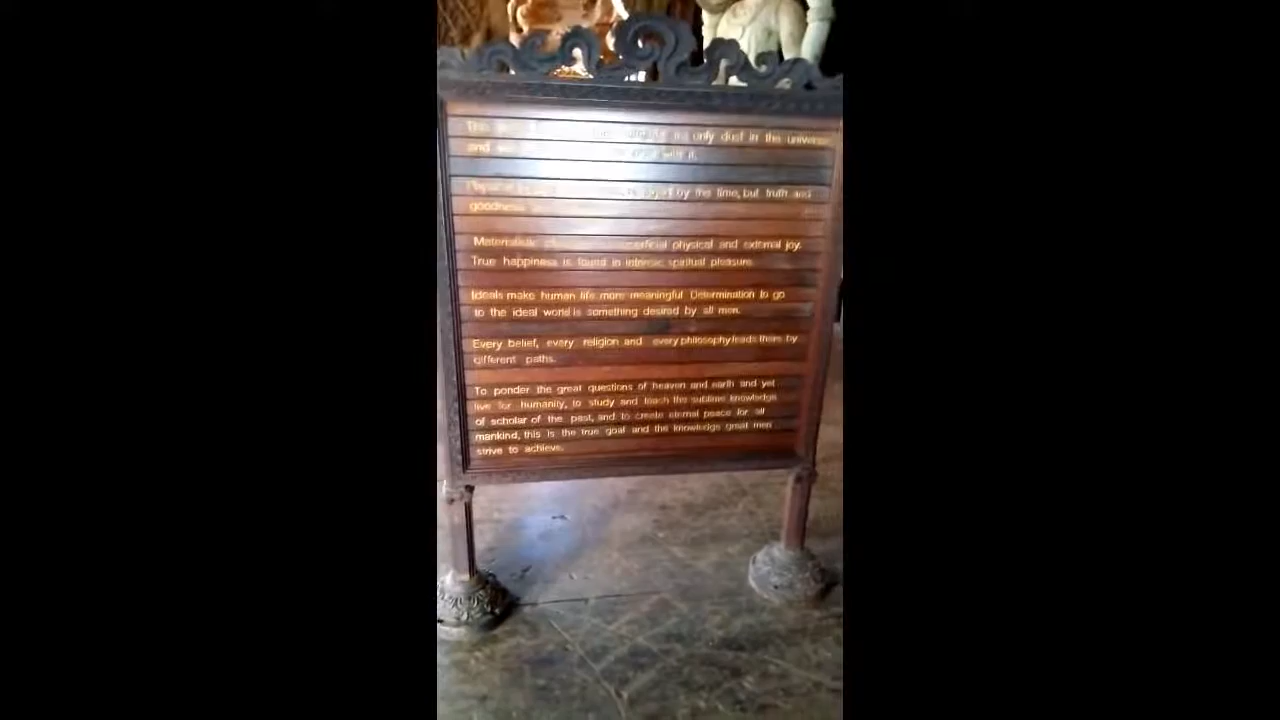 The only dust in the universe
and with it.
by the time, but truth and
goodness
Materialistic physical and external joy.
True happiness is found in intrinsic spiritual pleasure.
Ideals make human life more meaningful Determination to go
to the ideal world is something desired by all men.
Every belief, every religion and every philosophy leads there by
different paths.
To ponder the great questions of heaven and earth and yet
live for humanity, to study and teach the sublime knowledge
of scholar of the past, and to create eternal peace for all
mankind, this is the true goal and the knowledge great men
strive to achieve.